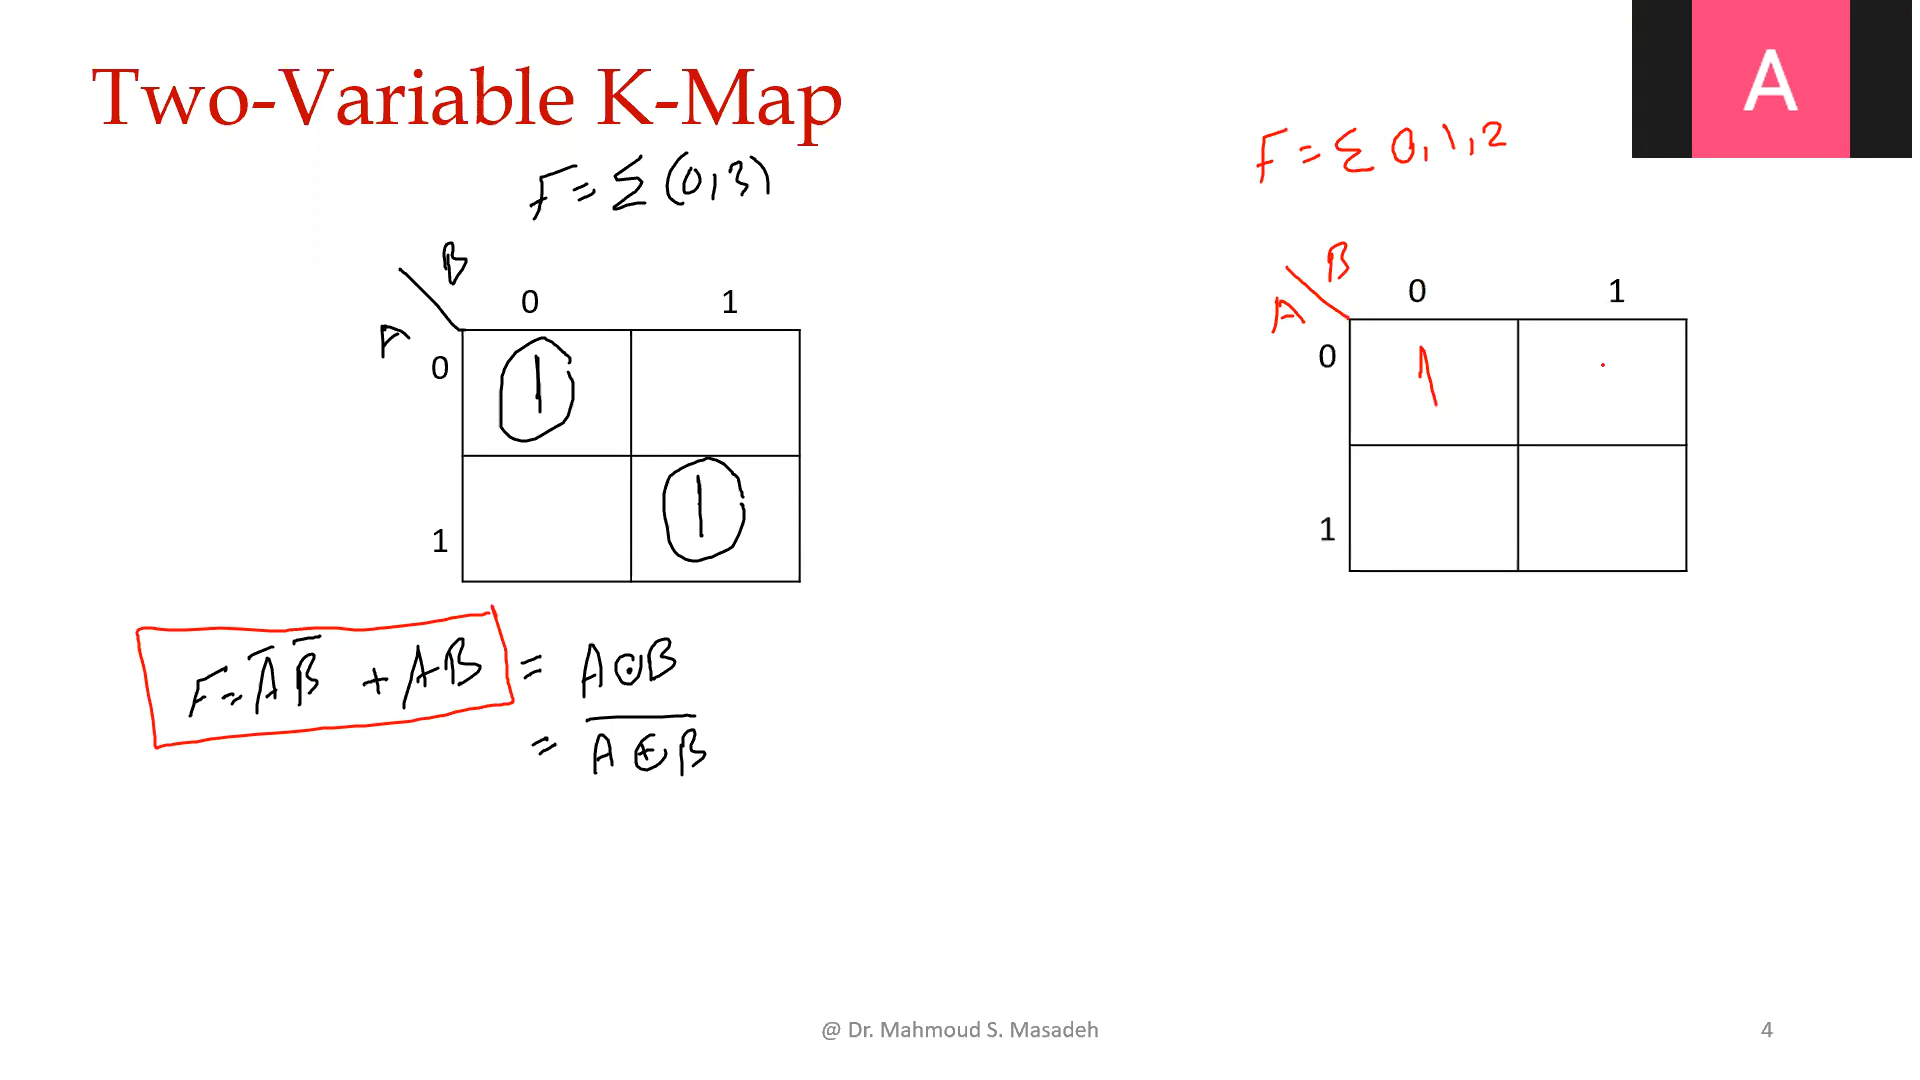 Two-Variable K-Map
A
F = Σ (0,3)
F = Σ 0,1,2
B
A
0 1
0 1
1 1
B
A
0 1
0 1
1
F = A̅ B̅ + AB = A⊙B
= \overline{A ⊕ B}
@ Dr. Mahmoud S. Masadeh
4